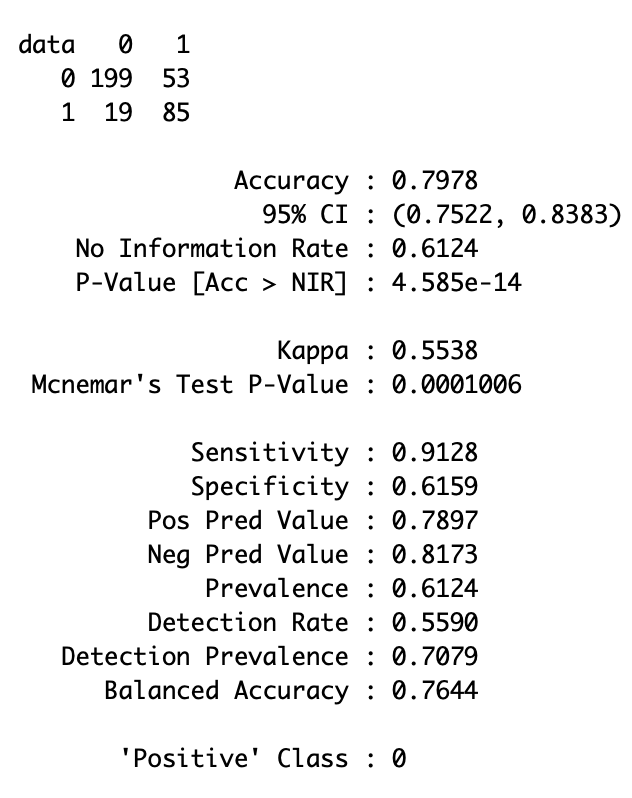 data 0 1
0 199 53
1 19 85
Accuracy : 0.7978
95% CI : (0.7522, 0.8383)
No Information Rate : 0.6124
P-Value [Acc > NIR] : 4.585e-14
Kappa : 0.5538
Mcnemar's Test P-Value : 0.0001006
Sensitivity : 0.9128
Specificity : 0.6159
Pos Pred Value : 0.7897
Neg Pred Value : 0.8173
Prevalence : 0.6124
Detection Rate : 0.5590
Detection Prevalence : 0.7079
Balanced Accuracy : 0.7644
'Positive' Class : 0